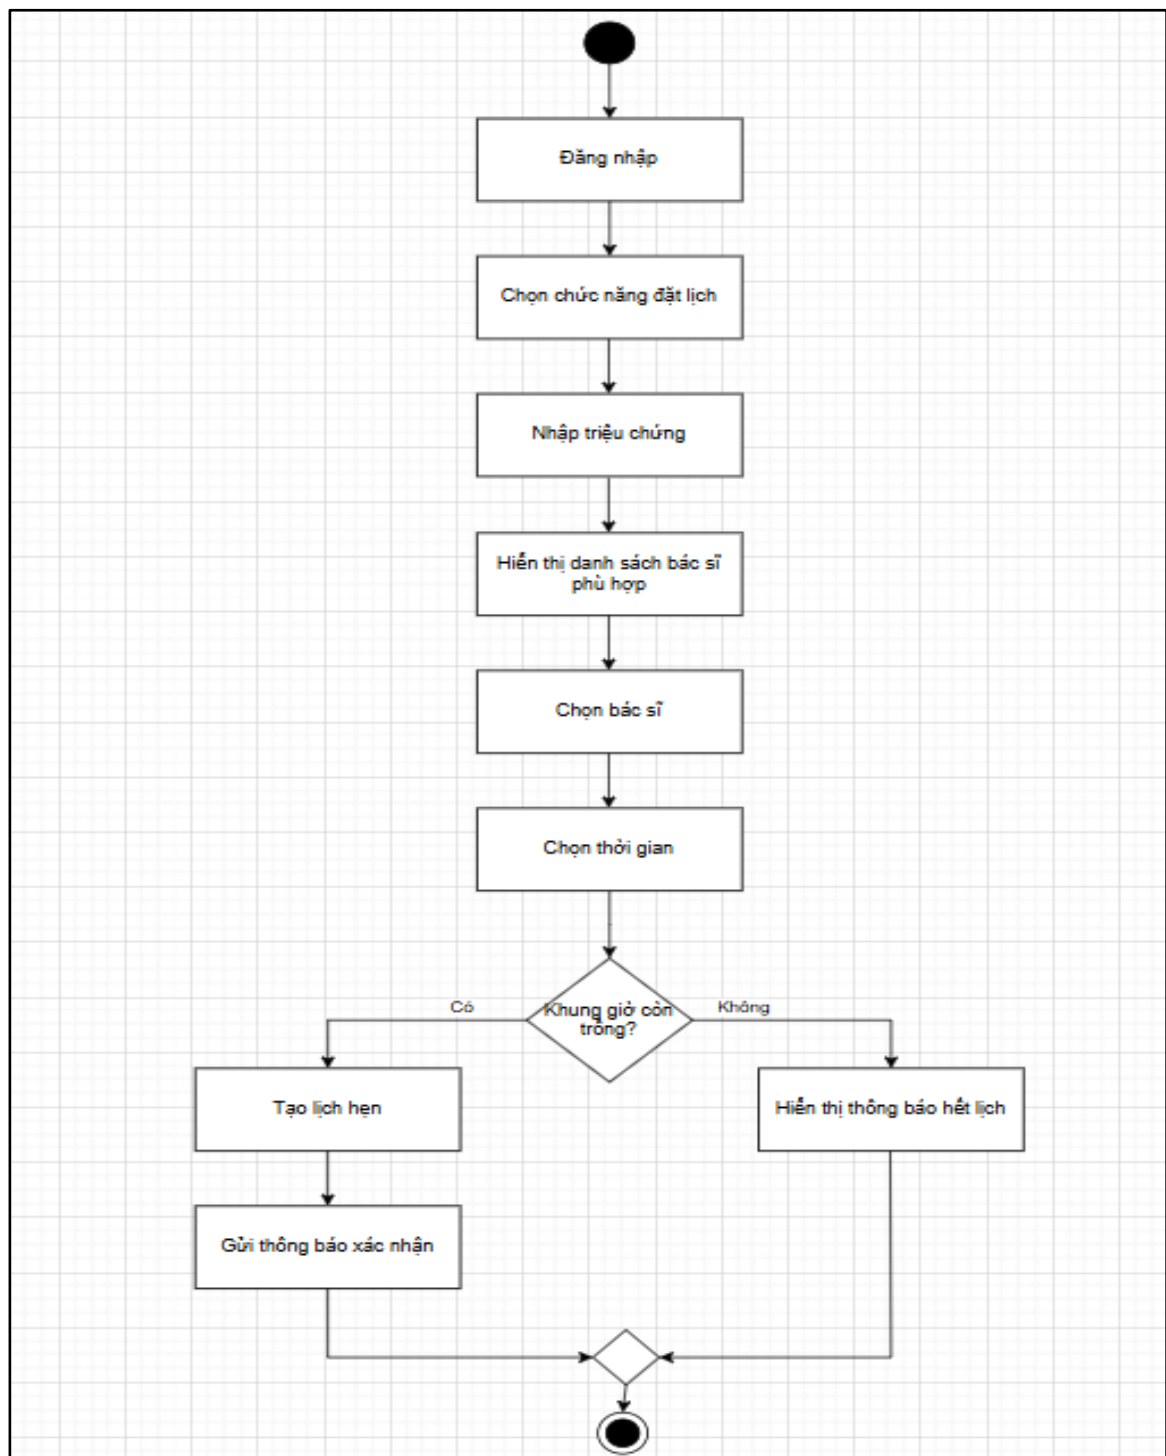 Đăng nhập
Chọn chức năng đặt lịch
Nhập triệu chứng
Hiển thị danh sách bác sĩ
phù hợp
Chọn bác sĩ
Chọn thời gian
Khung giờ còn
trống?
Có
Không
Tạo lịch hẹn
Hiển thị thông báo hết lịch
Gửi thông báo xác nhận